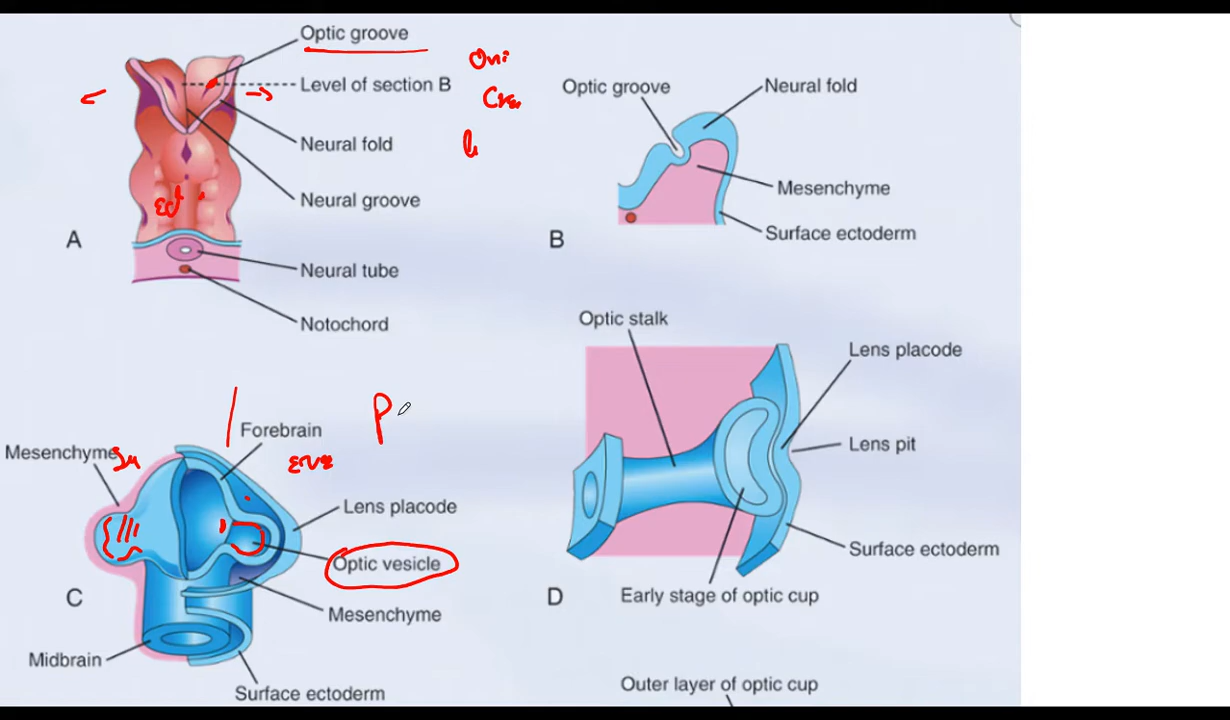 Optic groove
Level of section B
Neural fold
Neural groove
A
Neural tube
Notochord
Optic groove
Neural fold
Mesenchyme
B
Surface ectoderm
Mesenchyme
Forebrain
P
Lens placode
Optic vesicle
C
Mesenchyme
Midbrain
Surface ectoderm
Optic stalk
Lens placode
Lens pit
Surface ectoderm
D
Early stage of optic cup
Outer layer of optic cup